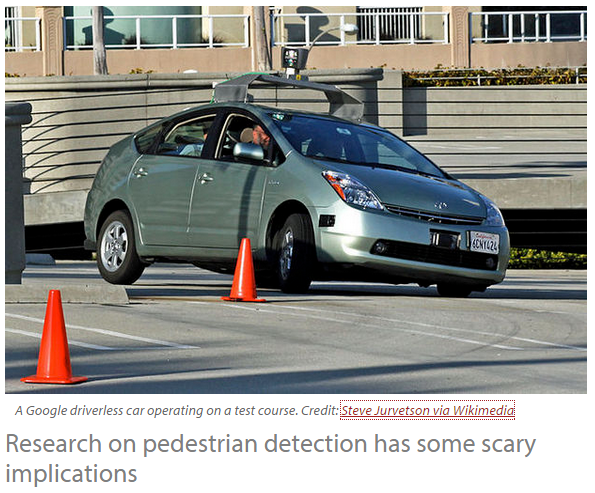 6CNY424
A Google driverless car operating on a test course. Credit: Steve Jurvetson via Wikimedia
Research on pedestrian detection has some scary
implications